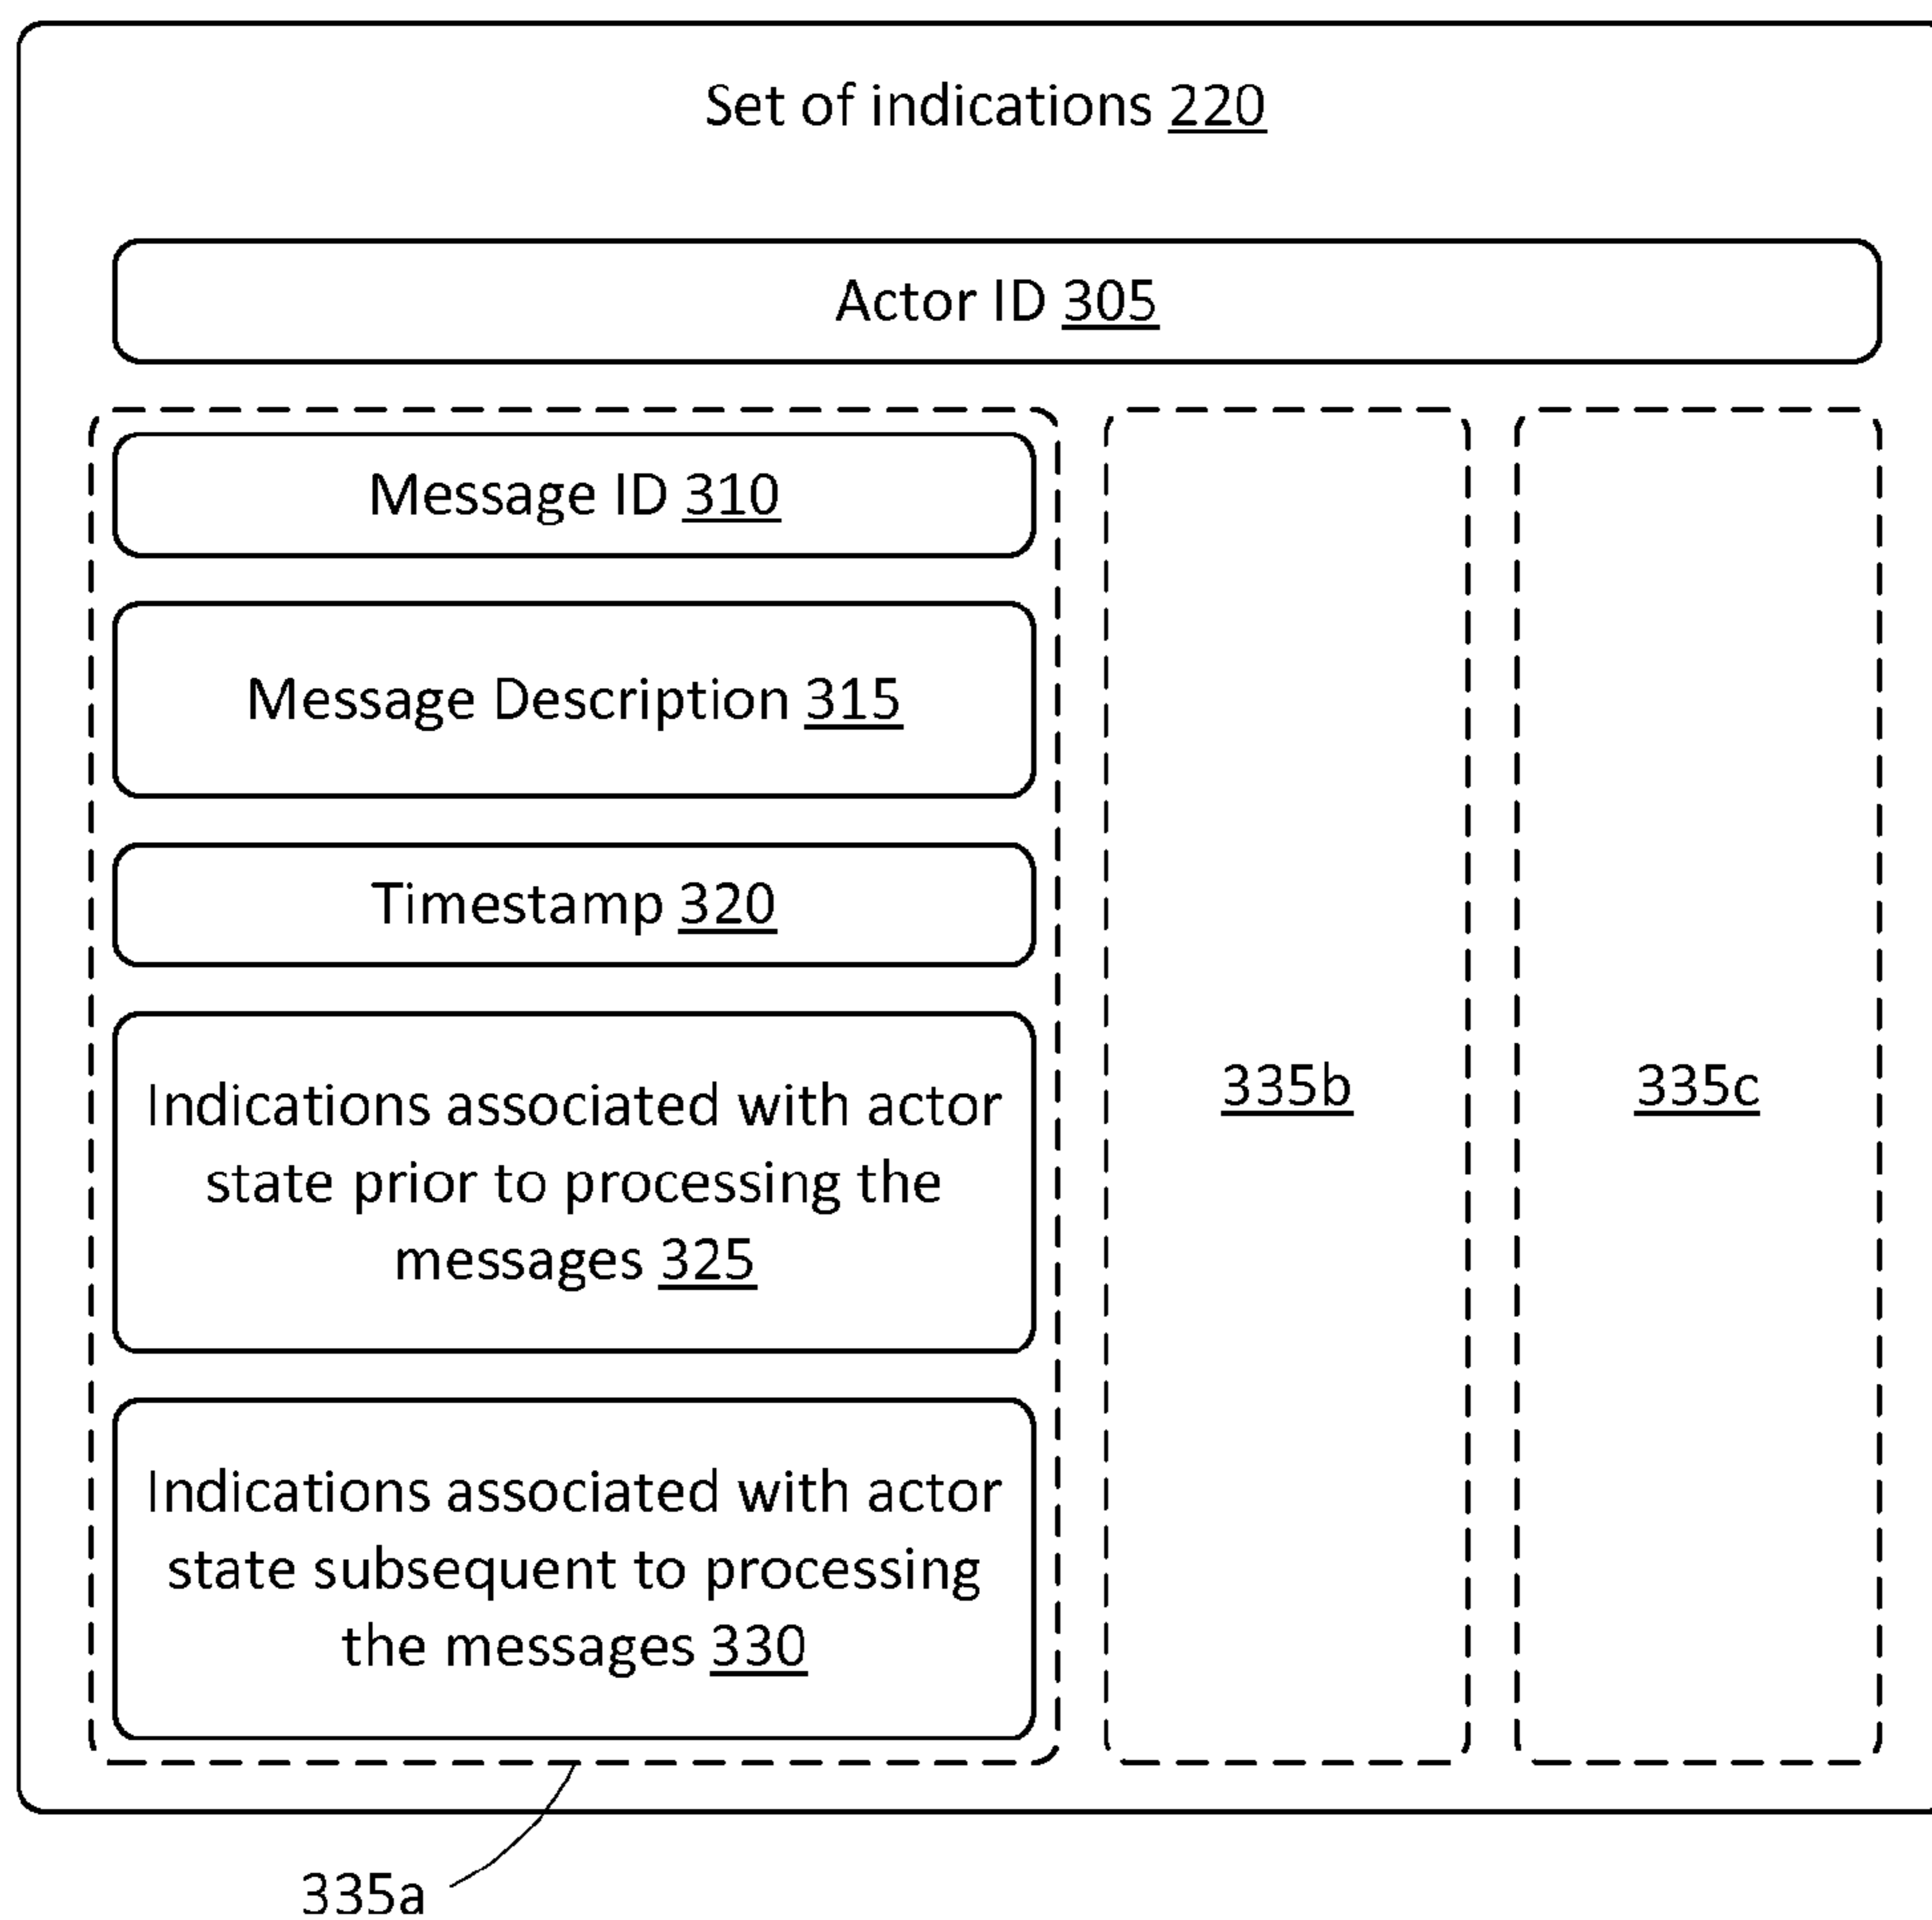 Set of indications 220
Actor ID 305
Message ID 310
Message Description 315
Timestamp 320
Indications associated with actor
state prior to processing the
messages 325
Indications associated with actor
state subsequent to processing
the messages 330
335b
335c
335a